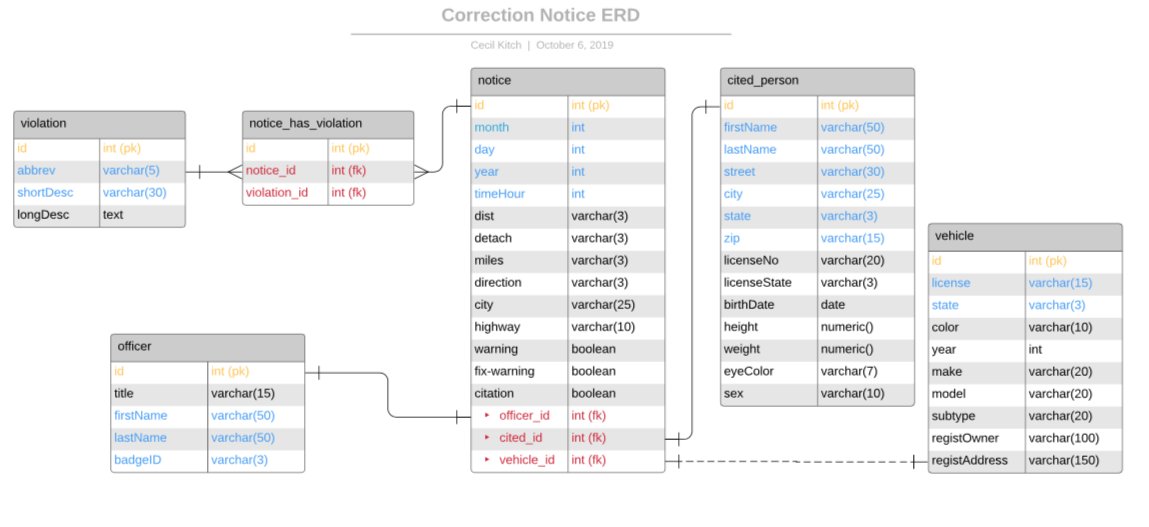 Correction Notice ERD
Cecil Kitch | October 6, 2019
violation
id int (pk)
abbrev varchar(5)
shortDesc varchar(30)
longDesc text
notice_has_violation
id int (pk)
notice_id int (fk)
violation_id int (fk)
notice
id int (pk)
month int
day int
year int
timeHour int
dist varchar(3)
detach varchar(3)
miles varchar(3)
direction varchar(3)
city varchar(25)
highway varchar(10)
warning boolean
fix-warning boolean
citation boolean
officer_id int (fk)
cited_id int (fk)
vehicle_id int (fk)
cited_person
id int (pk)
firstName varchar(50)
lastName varchar(50)
street varchar(30)
city varchar(25)
state varchar(3)
zip varchar(15)
licenseNo varchar(20)
licenseState varchar(3)
birthDate date
height numeric()
weight numeric()
eyeColor varchar(7)
sex varchar(10)
vehicle
id int (pk)
license varchar(15)
state varchar(3)
color varchar(10)
year int
make varchar(20)
model varchar(20)
subtype varchar(20)
registOwner varchar(100)
registAddress varchar(150)
officer
id int (pk)
title varchar(15)
firstName varchar(50)
lastName varchar(50)
badgeID varchar(3)